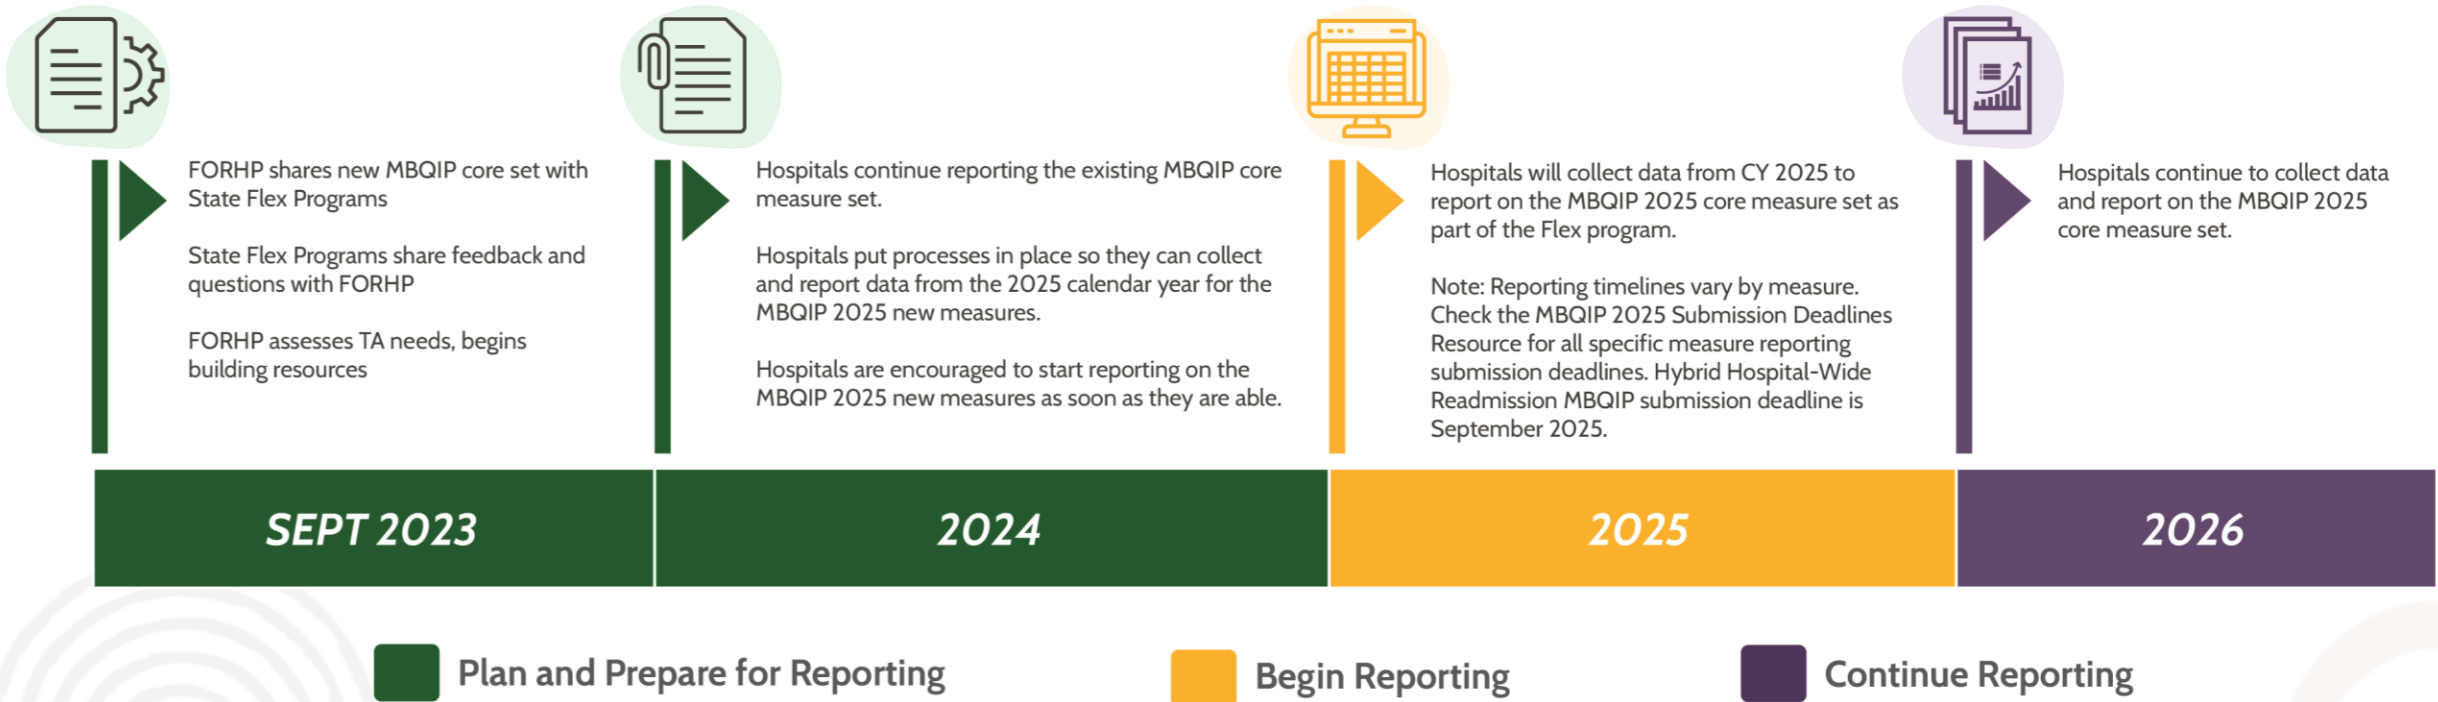 FORHP shares new MBQIP core set with
State Flex Programs
State Flex Programs share feedback and
questions with FORHP
FORHP assesses TA needs, begins
building resources
Hospitals continue reporting the existing MBQIP core
measure set.
Hospitals put processes in place so they can collect
and report data from the 2025 calendar year for the
MBQIP 2025 new measures.
Hospitals are encouraged to start reporting on the
MBQIP 2025 new measures as soon as they are able.
Hospitals will collect data from CY 2025 to
report on the MBQIP 2025 core measure set as
part of the Flex program.
Note: Reporting timelines vary by measure.
Check the MBQIP 2025 Submission Deadlines
Resource for all specific measure reporting
submission deadlines. Hybrid Hospital-Wide
Readmission MBQIP submission deadline is
September 2025.
Hospitals continue to collect data
and report on the MBQIP 2025
core measure set.
SEPT 2023
2024
2025
2026
Plan and Prepare for Reporting
Begin Reporting
Continue Reporting